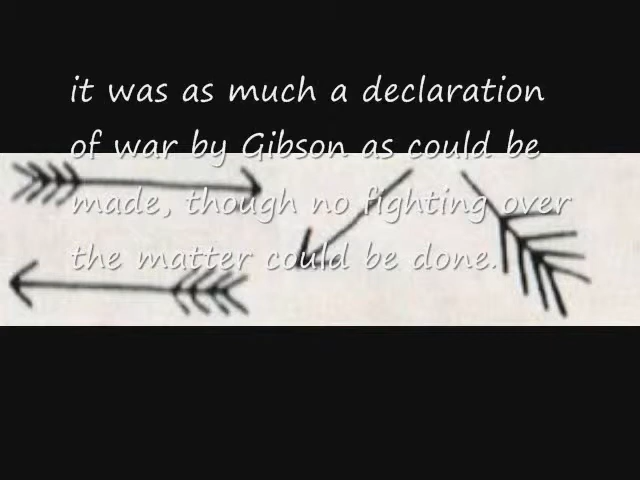 it was as much a declaration
of war by Gibson as could be
made, though no fighting over
the matter could be done.